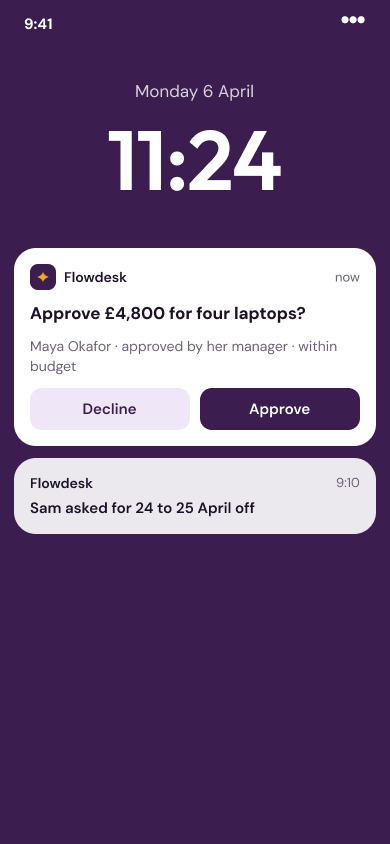 9:41
Monday 6 April
11:24
Flowdesk now
Approve £4,800 for four laptops?
Maya Okafor · approved by her manager · within
budget
Decline Approve
Flowdesk 9:10
Sam asked for 24 to 25 April off